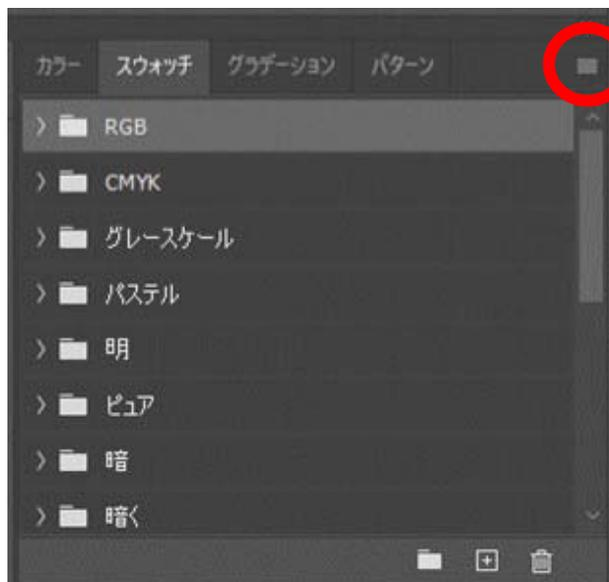 カラー スウォッチ グラデーション パターン
RGB
CMYK
グレースケール
パステル
明
ピュア
暗
暗く